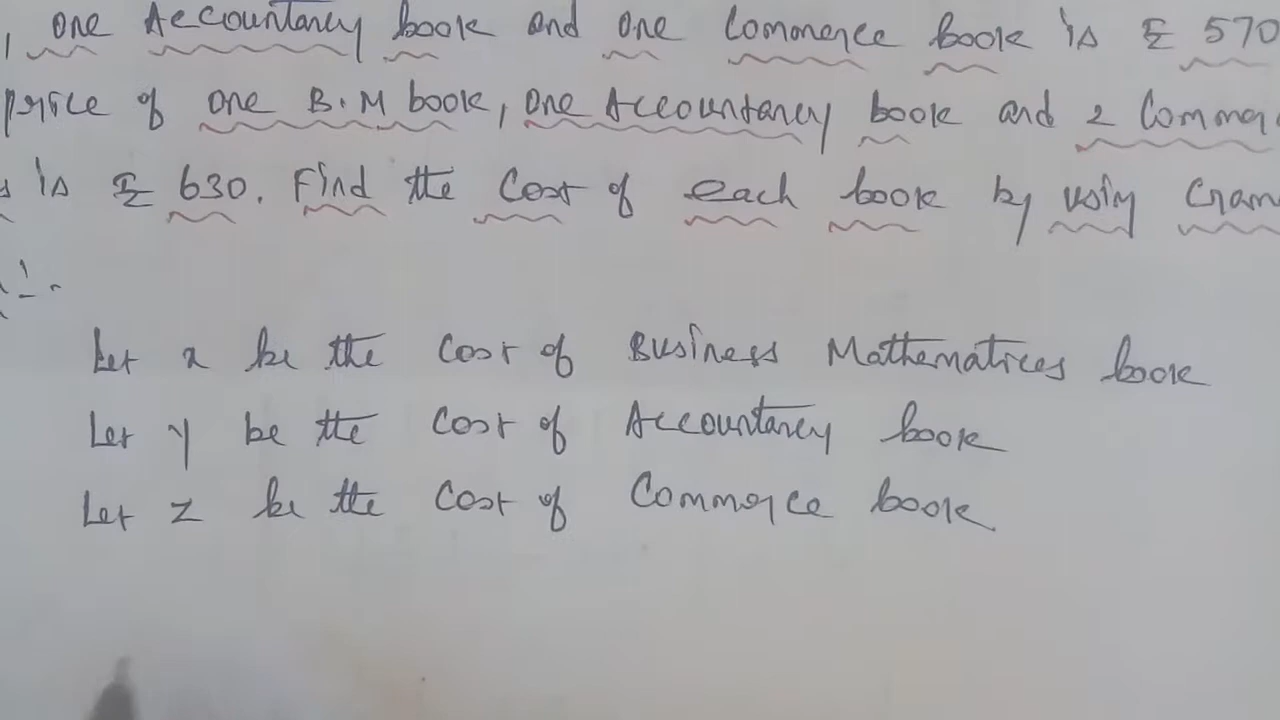 , one Accountancy book and one Commerce book is ₹ 570
price of one B.M book, one Accountancy book and 2 Commer
s is ₹ 630. Find the Cost of each book by using Cram
Let x be the Cost of Business Mathematices book
Let y be the Cost of Accountancy book
Let z be the Cost of Commerce book